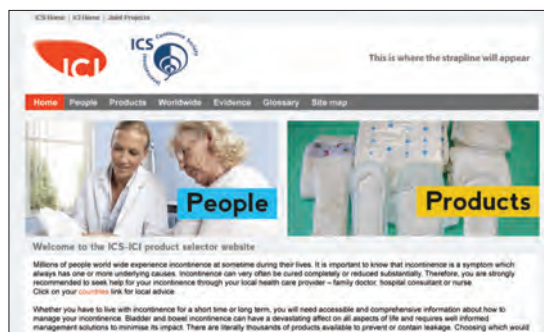 ICS Home | ICI Home | Joint Projects
ICI
ICS
International Continence Society
This is where the strapline will appear
Home People Products Worldwide Evidence Glossary Site map
People
Products
Welcome to the ICS-ICI product selector website
Millions of people world wide experience incontinence at sometime during their lives. It is important to know that incontinence is a symptom which
always has one or more underlying causes. Incontinence can very often be cured completely or reduced substantially. Therefore, you are strongly
recommended to seek help for your incontinence through your local health care provider – family doctor, hospital consultant or nurse.
Click on your countries link for local advice.
Whether you have to live with incontinence for a short time or long term, you will need accessible and comprehensive information about how to
manage your incontinence. Bladder and bowel incontinence can have a devastating affect on all aspects of life and requires well informed
management solutions to minimise its impact. There are literally thousands of products available to prevent or contain leakage. Choosing which would